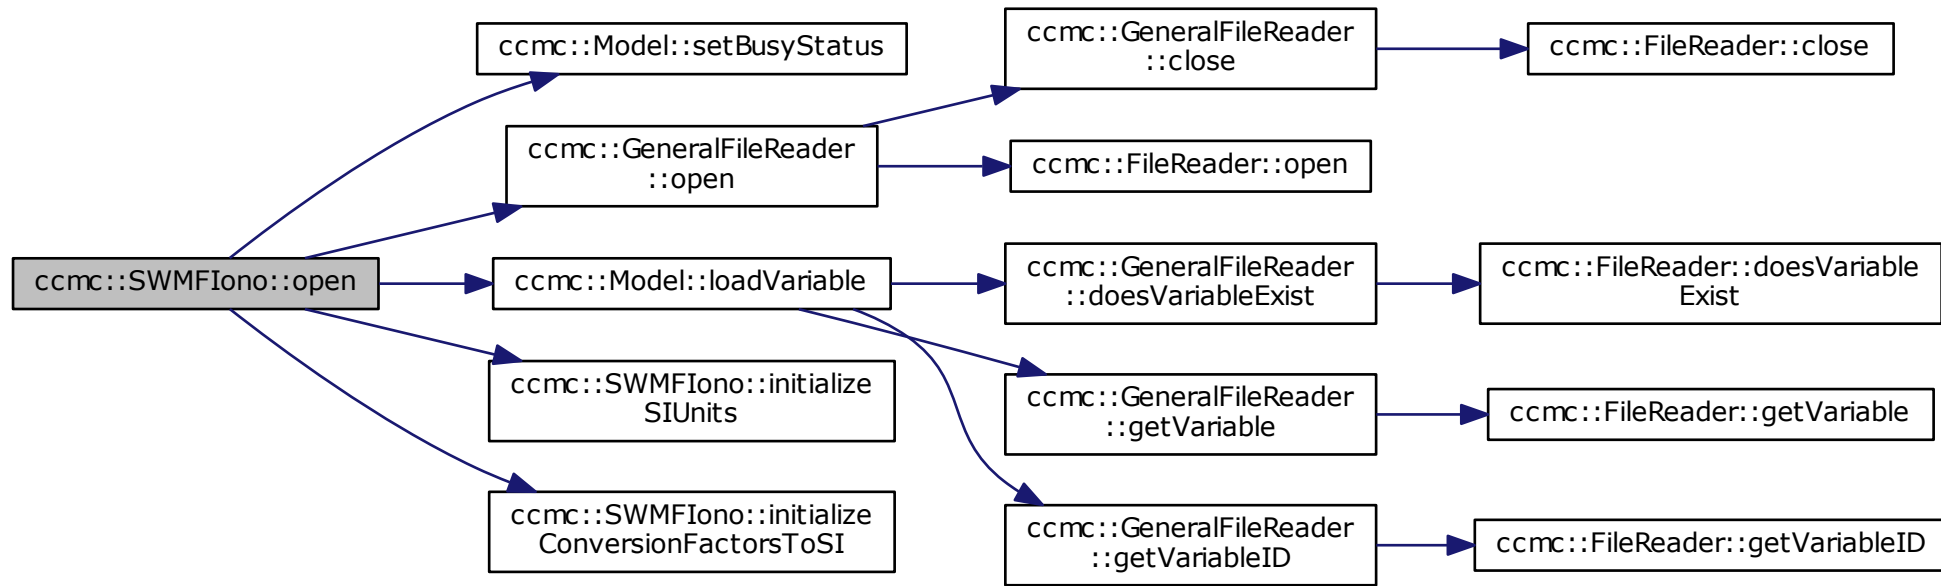 ccmc::SWMFIono::open
ccmc::Model::setBusyStatus
ccmc::GeneralFileReader
::open
ccmc::Model::loadVariable
ccmc::SWMFIono::initialize
SIUnits
ccmc::SWMFIono::initialize
ConversionFactorsToSI
ccmc::GeneralFileReader
::close
ccmc::FileReader::open
ccmc::GeneralFileReader
::doesVariableExist
ccmc::GeneralFileReader
::getVariable
ccmc::GeneralFileReader
::getVariableID
ccmc::FileReader::close
ccmc::FileReader::doesVariable
Exist
ccmc::FileReader::getVariable
ccmc::FileReader::getVariableID